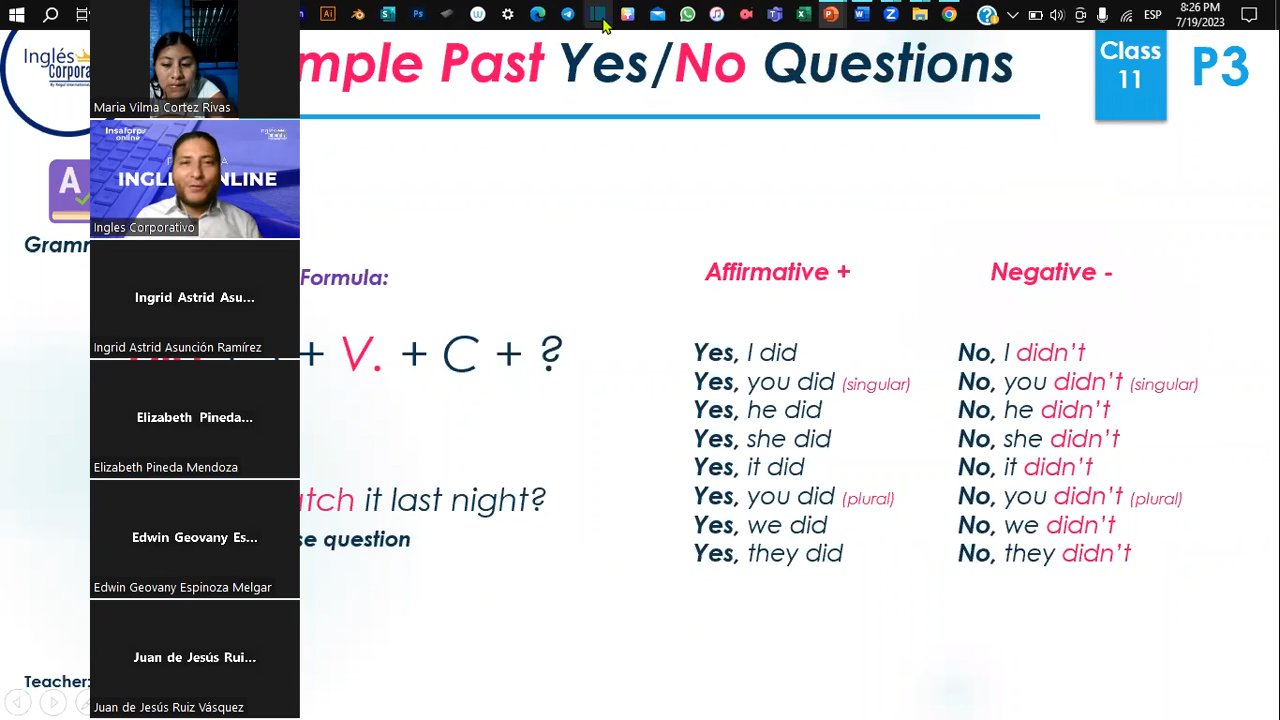 8:26 PM
ESP
7/19/2023
Inglés
Corpora
By Regal International
mple Past Yes/No Questions
Class
11
P3
Maria Vilma Cortez Rivas
Insaforp
online
INGL
ONLINE
Ingles Corporativo
Gramm
Formula:
+ V. + C + ?
Affirmative +
Negative -
Yes, I did
No, I didn't
Yes, you did (singular)
No, you didn't (singular)
Yes, he did
No, he didn't
Yes, she did
No, she didn't
Yes, it did
No, it didn't
Yes, you did (plural)
No, you didn't (plural)
Yes, we did
No, we didn't
Yes, they did
No, they didn't
Ingrid Astrid Asu...
Ingrid Astrid Asunción Ramírez
Elizabeth Pineda...
Elizabeth Pineda Mendoza
atch it last night?
se question
Edwin Geovany Es...
Edwin Geovany Espinoza Melgar
Juan de Jesús Rui...
Juan de Jesús Ruiz Vásquez
Teacher: